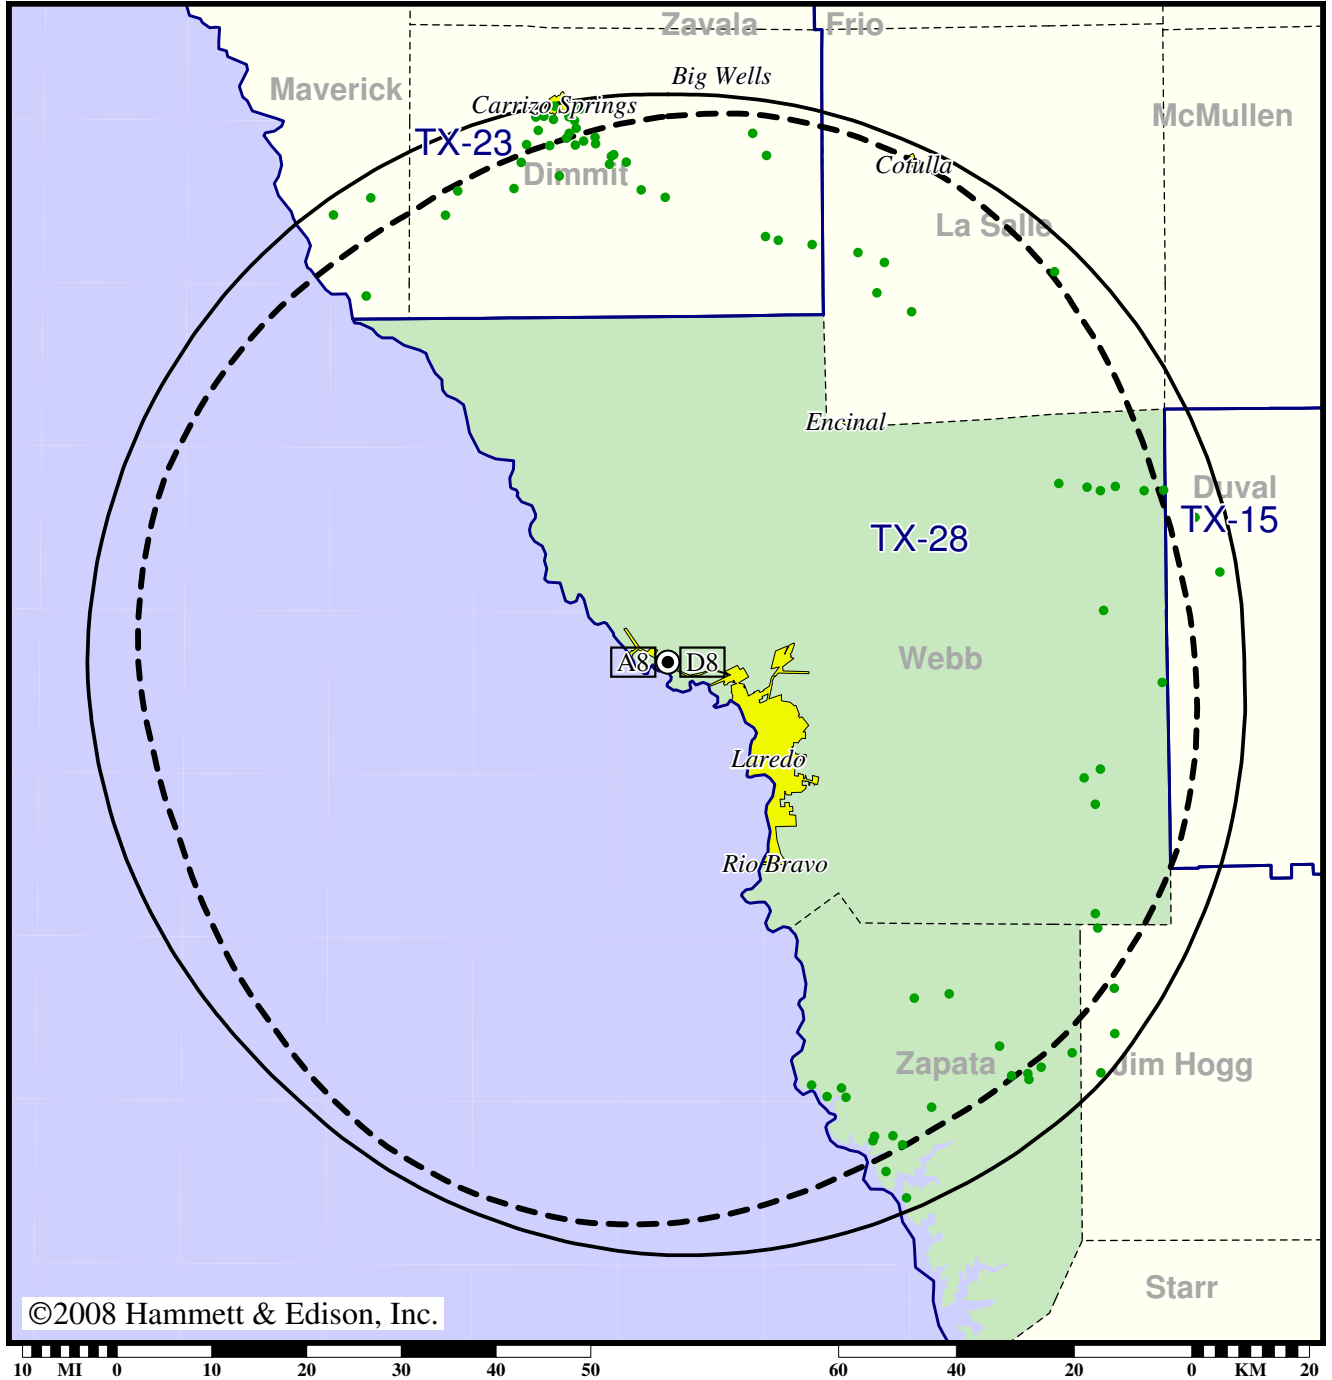 Zavala
Frio
Big Wells
Maverick
Carrizo Springs
McMullen
TX-23
Cotulla
Dimmit
La Salle
Encinal
Duval
TX-15
TX-28
Webb
A8
D8
Laredo
Rio Bravo
Zapata
Jim Hogg
Starr
©2008 Hammett & Edison, Inc.
10 MI 0 10 20 30 40 50 60 40 20 0 KM 20